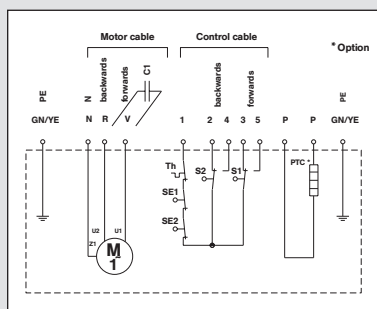 Motor cable
Control cable
* Option
PE
N
backwards
forwards
C1
backwards
forwards
PE
GN/YE
N
R
V
1
2
4
3
5
P
P
GN/YE
Th
S2
S1
PTC *
SE1
SE2
U2
U1
Z1
M
1